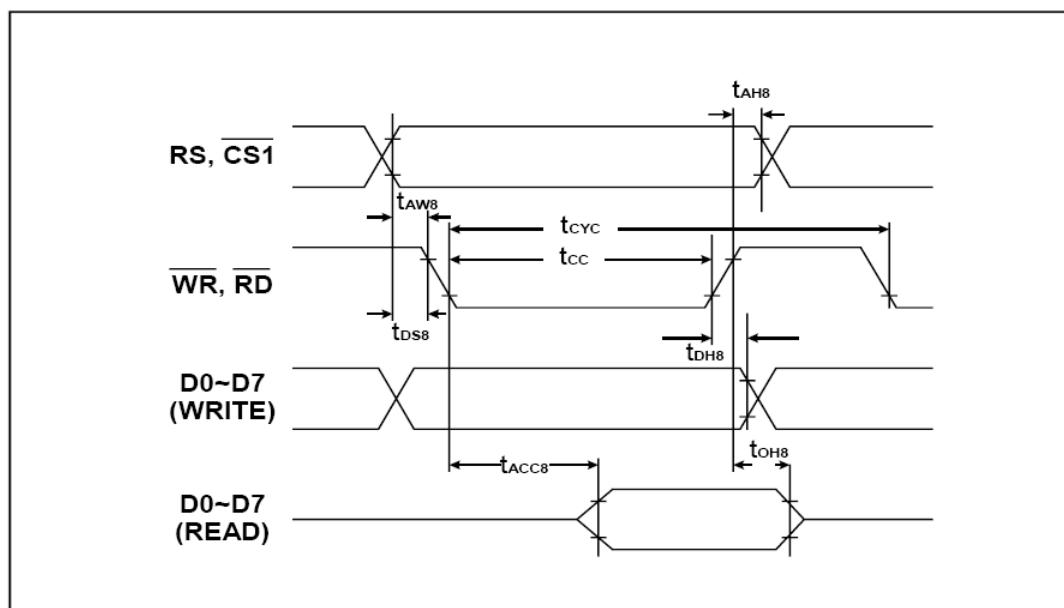 tAH8
RS, CS1
tAW8
tCYC
tCC
WR, RD
tDS8
tDH8
D0~D7
(WRITE)
tACC8
tOH8
D0~D7
(READ)